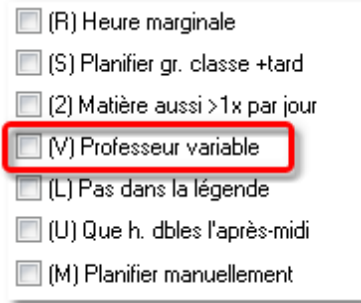 (R) Heure marginale
(S) Planifier gr. classe +tard
(2) Matière aussi >1x par jour
(V) Professeur variable
(L) Pas dans la légende
(U) Que h. dbles l'après-midi
(M) Planifier manuellement